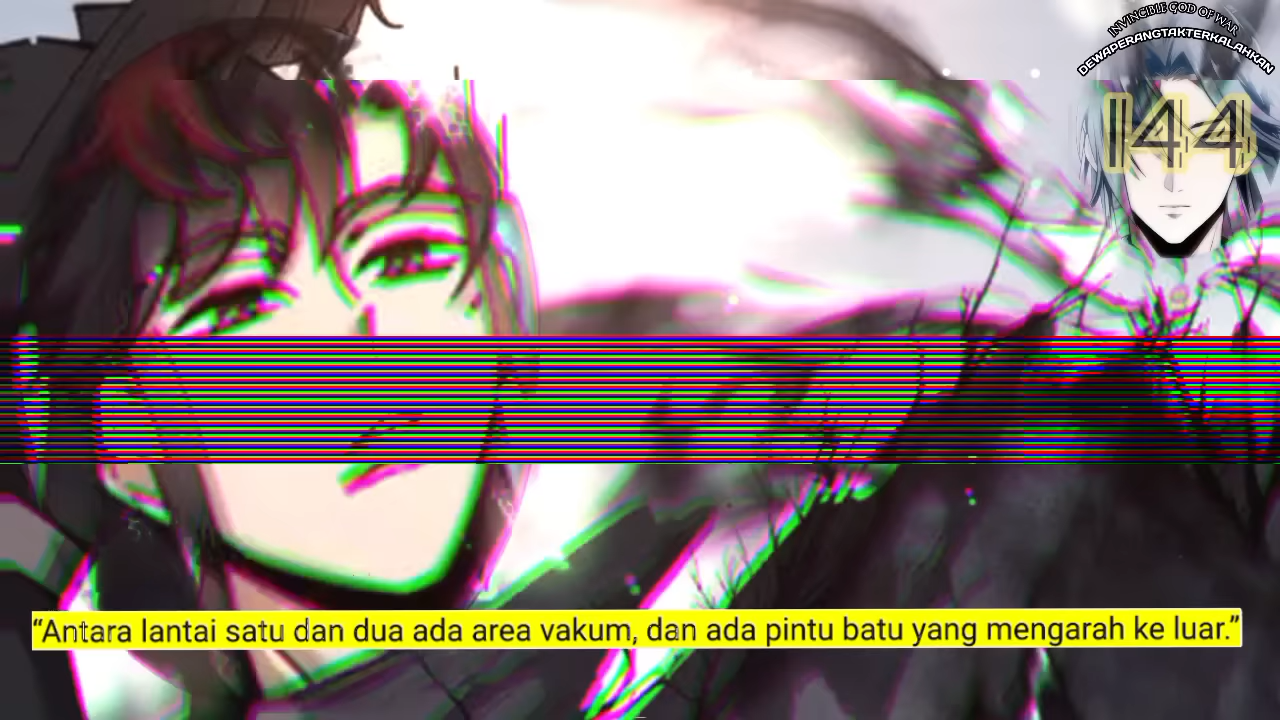 INVINCIBLE GOD OF WAR
DEWAPERANGTAKTERKALAHKAN
144
“Antara lantai satu dan dua ada area vakum, dan ada pintu batu yang mengarah ke luar.”